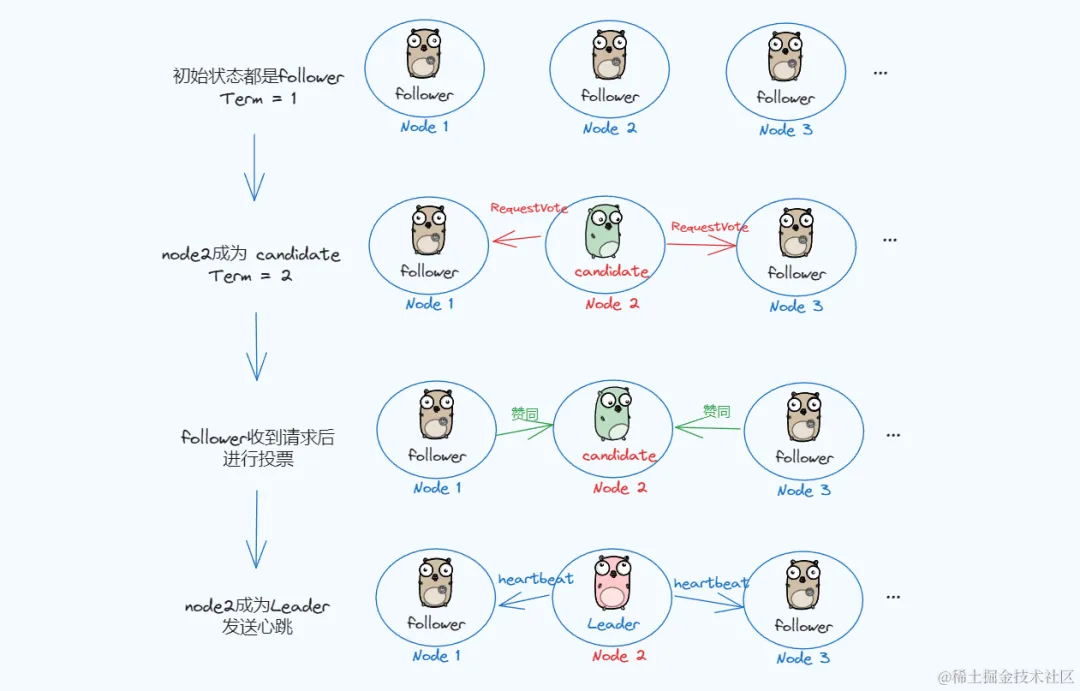 初始状态都是follower
Term = 1
follower
follower
follower
...
Node 1
Node 2
Node 3
RequestVote
RequestVote
node2成为 candidate
Term = 2
follower
candidate
follower
...
Node 1
Node 2
Node 3
赞同
赞同
follower收到请求后
进行投票
follower
candidate
follower
...
Node 1
Node 2
Node 3
heartbeat
heartbeat
node2成为Leader
发送心跳
follower
Leader
follower
...
Node 1
Node 2
Node 3
@稀土掘金技术社区